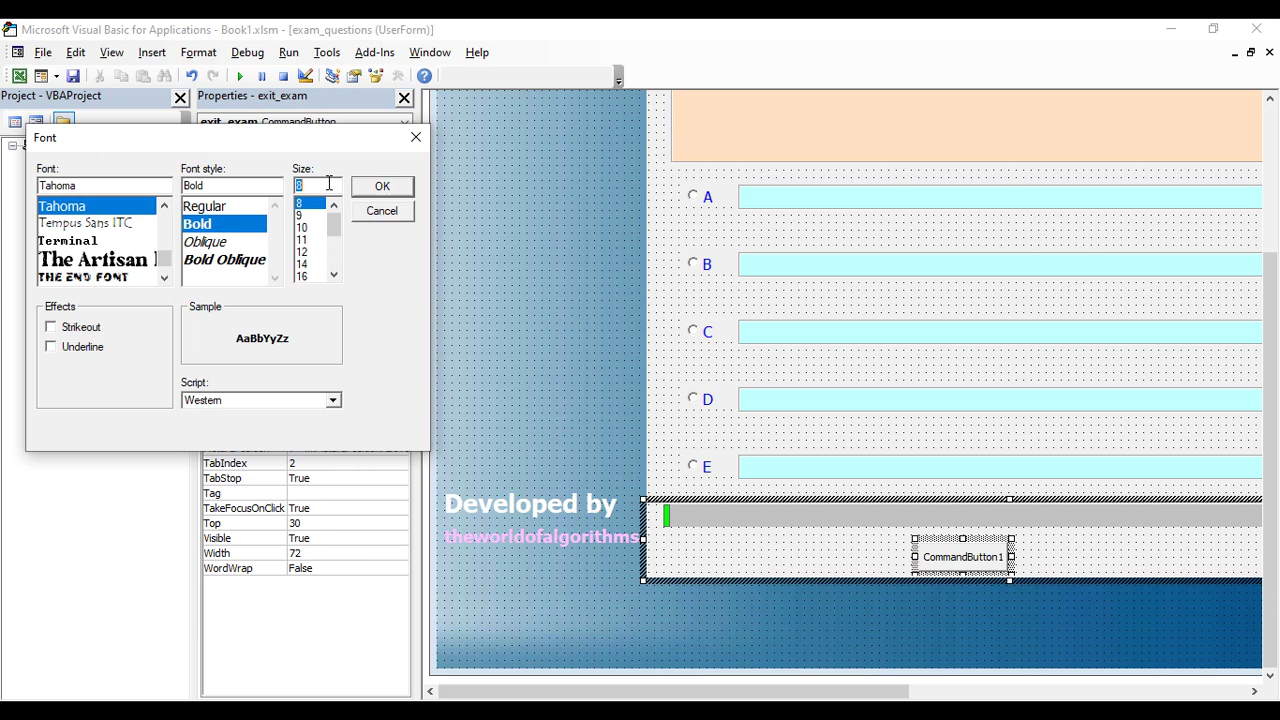 Microsoft Visual Basic for Applications - Book1.xlsm - [exam_questions (UserForm)]
File Edit View Insert Format Debug Run Tools Add-Ins Window Help
Project - VBAProject
Properties - exit_exam
exit_exam CommandButton
Font
Font:
Font style:
Size:
Tahoma
Bold
8
OK
Cancel
Tahoma
Tempus Sans ITC
Terminal
The Artisan
THE END FONT
Regular
Bold
Oblique
Bold Oblique
8
9
10
11
12
14
16
Effects
Strikeout
Underline
Sample
AaBbYyZz
Script:
Western
TabIndex 2
TabStop True
Tag
TakeFocusOnClick True
Top 30
Visible True
Width 72
WordWrap False
A
B
C
D
E
Developed by
theworldofalgorithms
CommandButton1